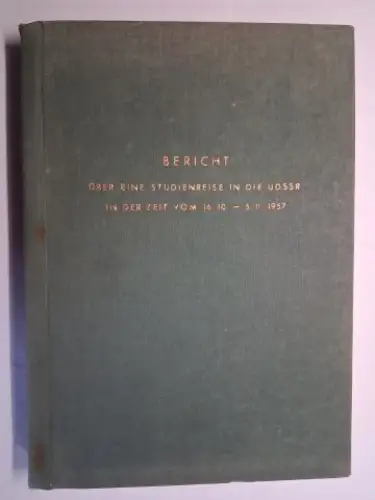 BERICHT
ÜBER EINE STUDIENREISE IN DIE UDSSR
IN DER ZEIT VOM 16.10. – 5.11.1957